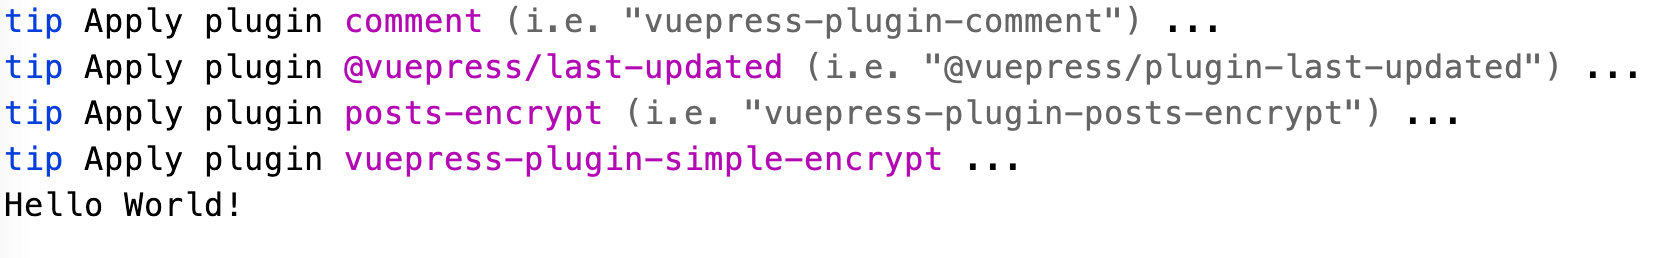 tip Apply plugin comment (i.e. "vuepress-plugin-comment") ...
tip Apply plugin @vuepress/last-updated (i.e. "@vuepress/plugin-last-updated") ...
tip Apply plugin posts-encrypt (i.e. "vuepress-plugin-posts-encrypt") ...
tip Apply plugin vuepress-plugin-simple-encrypt ...
Hello World!